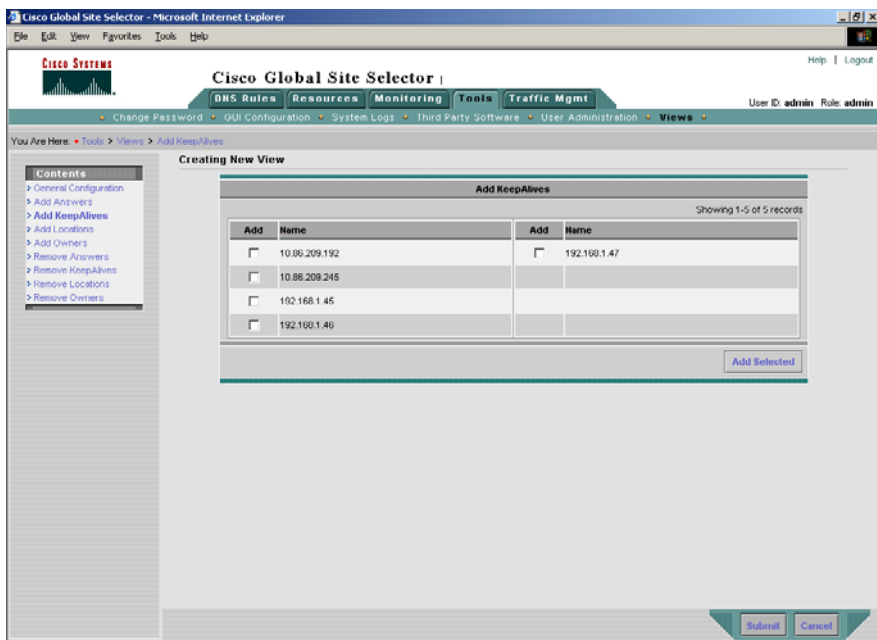 Cisco Global Site Selector - Microsoft Internet Explorer
File Edit View Favorites Tools Help
CISCO SYSTEMS
Help | Logout
Cisco Global Site Selector |
DNS Rules Resources Monitoring Tools Traffic Mgmt
User ID: admin Role: admin
Change Password GUI Configuration System Logs Third Party Software User Administration Views
You Are Here: • Tools > Views > Add KeepAlives
Creating New View
Contents
> General Configuration
> Add Answers
> Add KeepAlives
> Add Locations
> Add Owners
> Remove Answers
> Remove KeepAlives
> Remove Locations
> Remove Owners
Add KeepAlives
Showing 1-5 of 5 records
Add Name Add Name
10.86.209.192 192.168.1.47
10.86.209.245
192.168.1.45
192.168.1.46
Add Selected
Submit Cancel